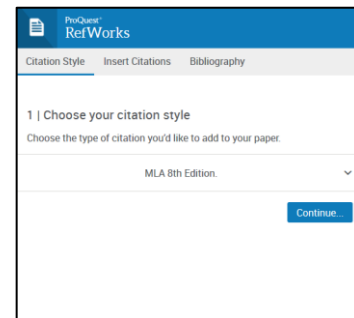 ProQuest®
RefWorks
Citation Style Insert Citations Bibliography
1 | Choose your citation style
Choose the type of citation you'd like to add to your paper.
MLA 8th Edition.
Continue...